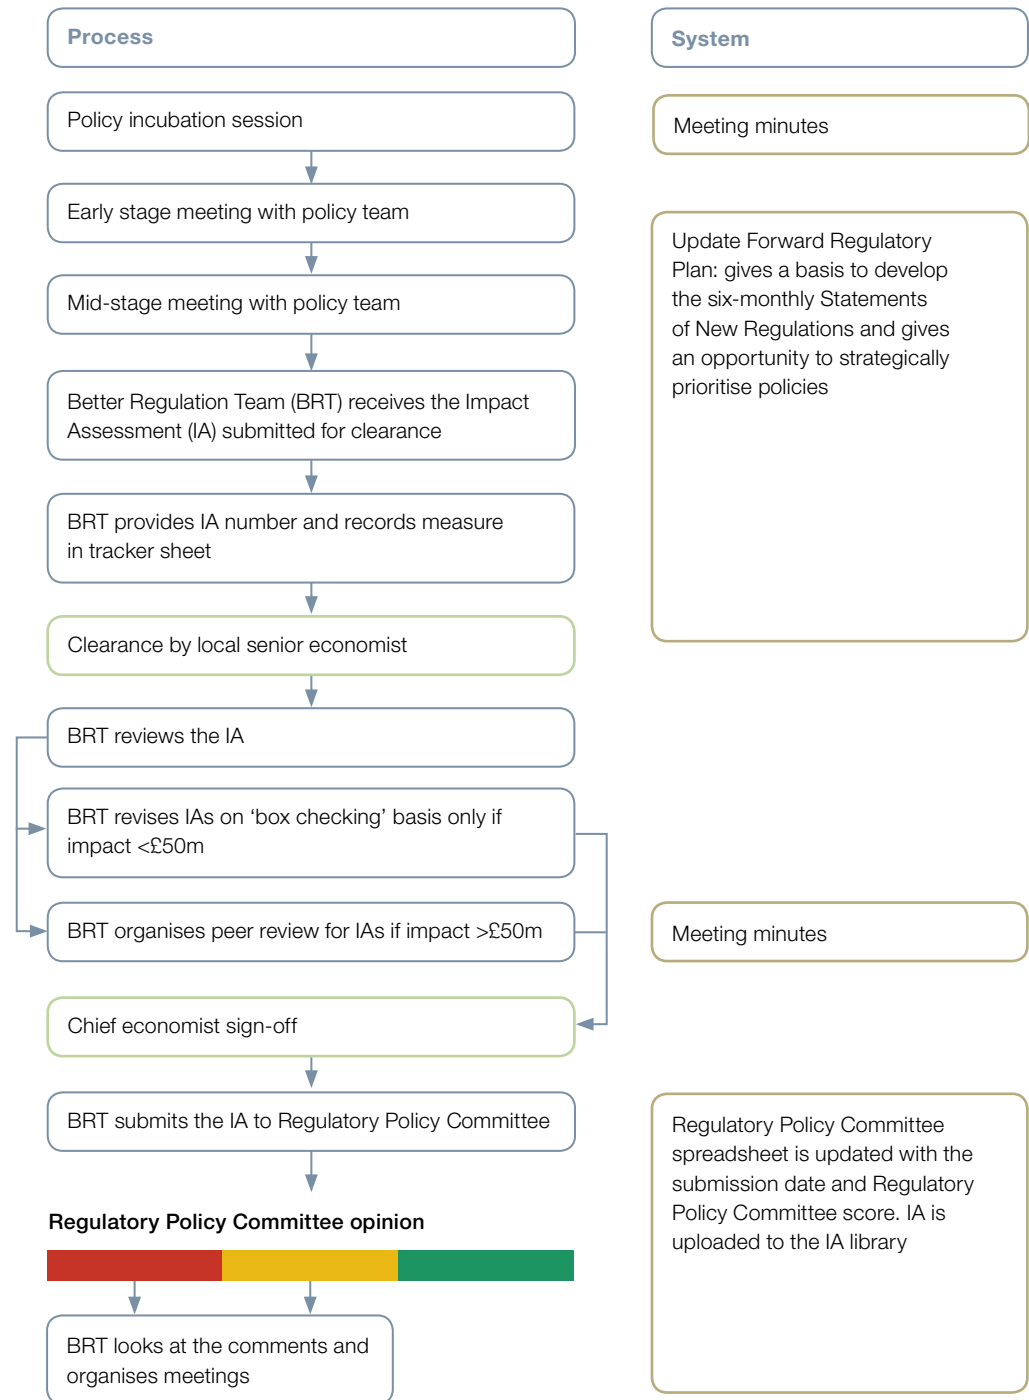 Process
System
Policy incubation session
Meeting minutes
Early stage meeting with policy team
Update Forward Regulatory
Plan: gives a basis to develop
the six-monthly Statements
of New Regulations and gives
an opportunity to strategically
prioritise policies
Mid-stage meeting with policy team
Better Regulation Team (BRT) receives the Impact
Assessment (IA) submitted for clearance
BRT provides IA number and records measure
in tracker sheet
Clearance by local senior economist
BRT reviews the IA
BRT revises IAs on ‘box checking’ basis only if
impact <£50m
BRT organises peer review for IAs if impact >£50m
Meeting minutes
Chief economist sign-off
BRT submits the IA to Regulatory Policy Committee
Regulatory Policy Committee
spreadsheet is updated with the
submission date and Regulatory
Policy Committee score. IA is
uploaded to the IA library
Regulatory Policy Committee opinion
BRT looks at the comments and
organises meetings